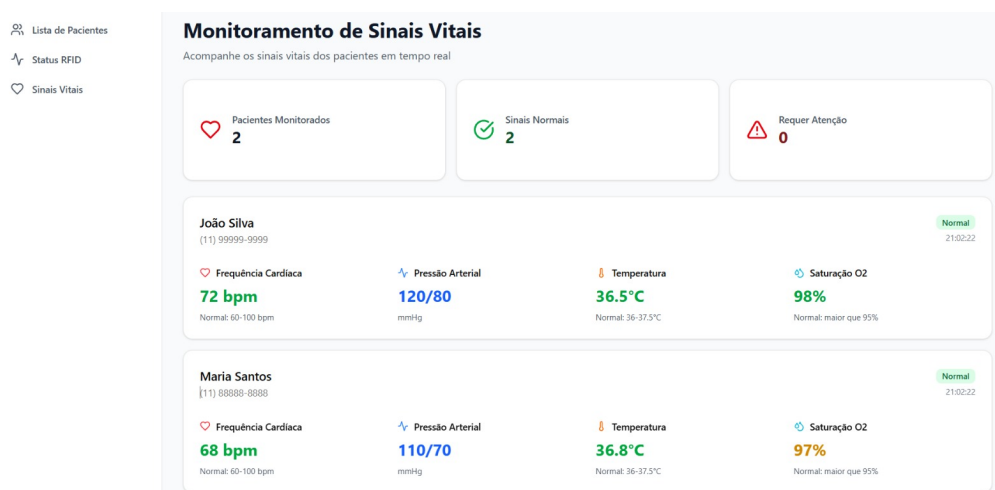 Lista de Pacientes
Status RFID
Sinais Vitais
Monitoramento de Sinais Vitais
Acompanhe os sinais vitais dos pacientes em tempo real
Pacientes Monitorados
2
Sinais Normais
2
Requer Atenção
0
João Silva
(11) 99999-9999
Normal
21:02:22
Frequência Cardíaca
72 bpm
Normal: 60-100 bpm
Pressão Arterial
120/80
mmHg
Temperatura
36.5°C
Normal: 36-37.5°C
Saturação O2
98%
Normal: maior que 95%
Maria Santos
(11) 88888-8888
Normal
21:02:22
Frequência Cardíaca
68 bpm
Normal: 60-100 bpm
Pressão Arterial
110/70
mmHg
Temperatura
36.8°C
Normal: 36-37.5°C
Saturação O2
97%
Normal: maior que 95%